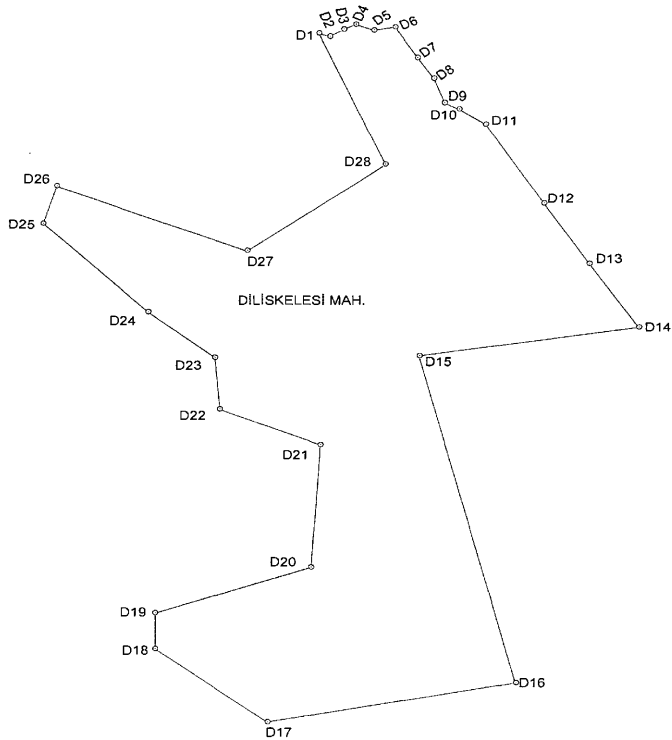 D1
D2
D3
D4
D5
D6
D7
D8
D9
D10
D11
D12
D13
D14
D15
D16
D17
D18
D19
D20
D21
D22
D23
D24
D25
D26
D27
D28
DİLİSKELESİ MAH.